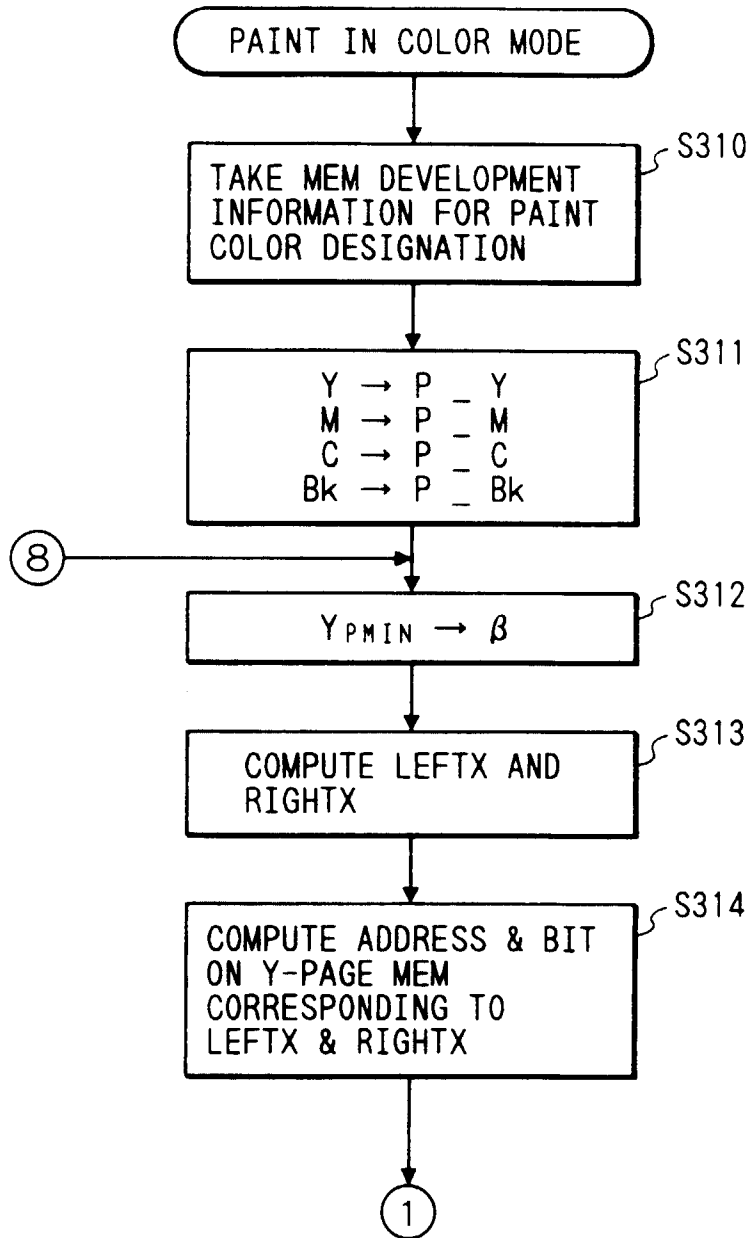 PAINT IN COLOR MODE
S310
TAKE MEM DEVELOPMENT
INFORMATION FOR PAINT
COLOR DESIGNATION
S311
Y → P _ Y
M → P _ M
C → P _ C
Bk → P _ Bk
8
S312
YPMIN → β
S313
COMPUTE LEFTX AND
RIGHTX
S314
COMPUTE ADDRESS & BIT
ON Y-PAGE MEM
CORRESPONDING TO
LEFTX & RIGHTX
1